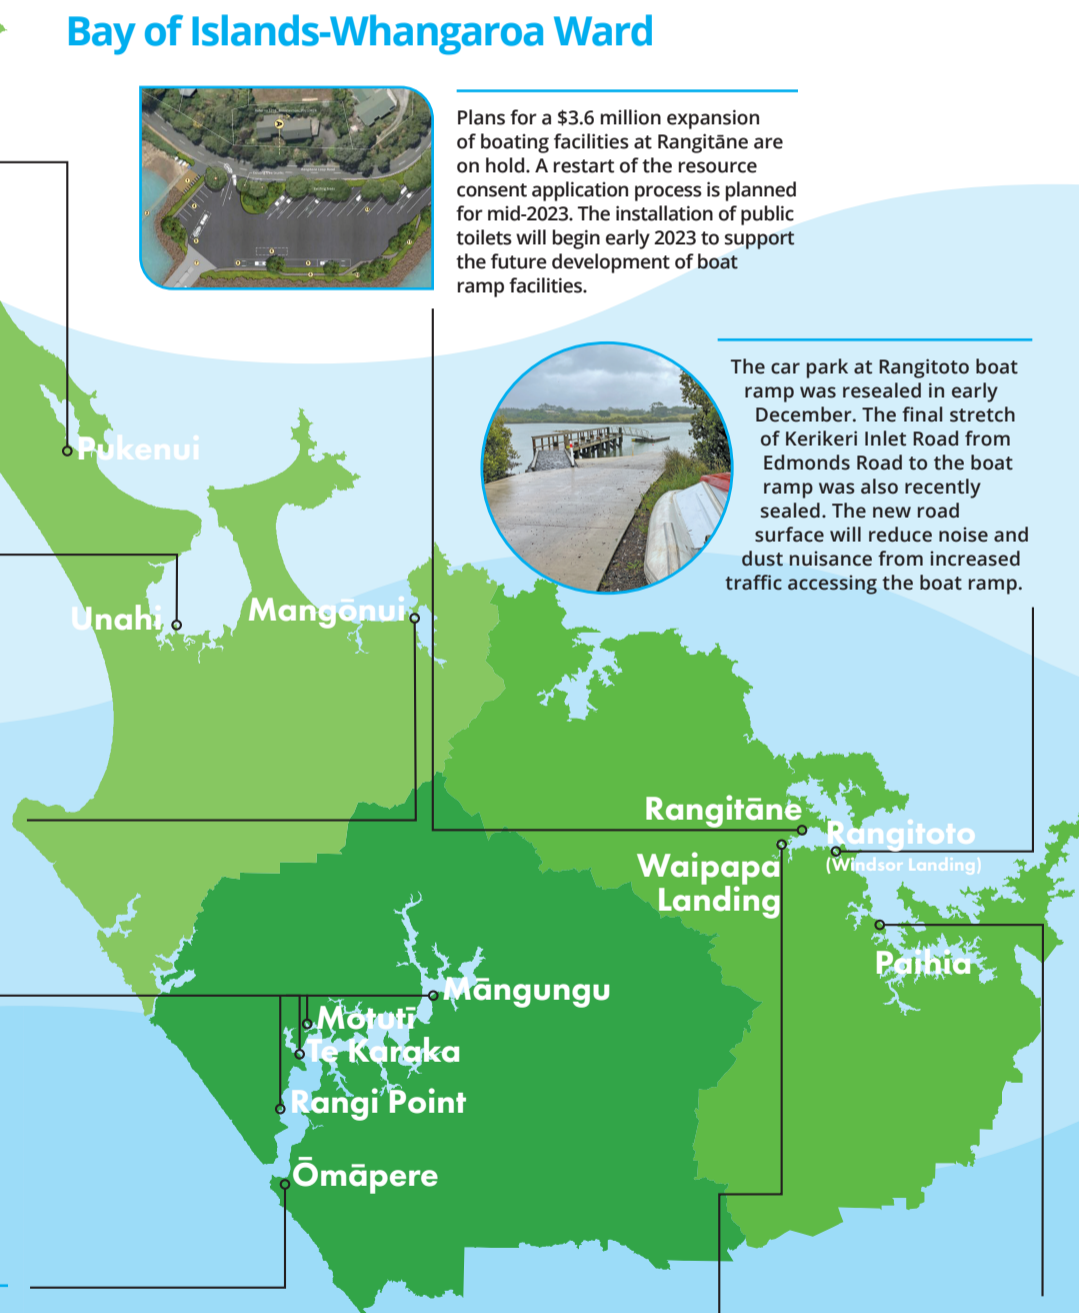 Bay of Islands-Whangaroa Ward
Plans for a $3.6 million expansion
of boating facilities at Rangitāne are
on hold. A restart of the resource
consent application process is planned
for mid-2023. The installation of public
toilets will begin early 2023 to support
the future development of boat
ramp facilities.
The car park at Rangitoto boat
ramp was resealed in early
December. The final stretch
of Kerikeri Inlet Road from
Edmonds Road to the boat
ramp was also recently
sealed. The new road
surface will reduce noise and
dust nuisance from increased
traffic accessing the boat ramp.
Pukenui
Unahi
Mangōnui
Rangitāne
Rangitoto
(Windsor Landing)
Waipapa
Landing
Paihia
Māngungu
Motutī
Te Karaka
Rangi Point
Ōmāpere